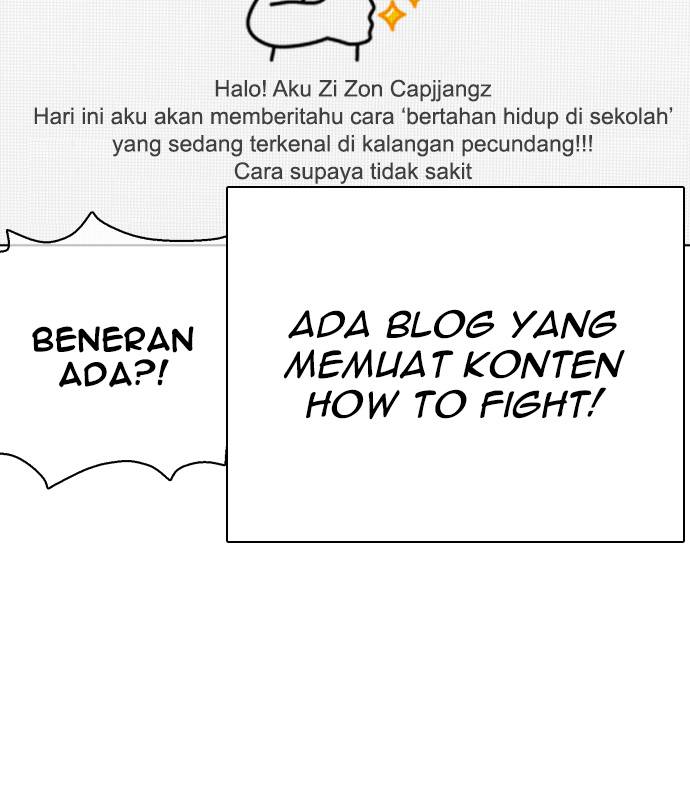 Halo! Aku Zi Zon Capjjangz
Hari ini aku akan memberitahu cara ‘bertahan hidup di sekolah’
yang sedang terkenal di kalangan pecundang!!!
Cara supaya tidak sakit
BENERAN
ADA?!
ADA BLOG YANG
MEMUAT KONTEN
HOW TO FIGHT!